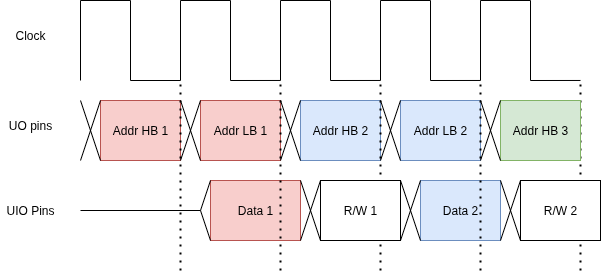 Clock
UO pins
Addr HB 1
Addr LB 1
Addr HB 2
Addr LB 2
Addr HB 3
UIO Pins
Data 1
R/W 1
Data 2
R/W 2